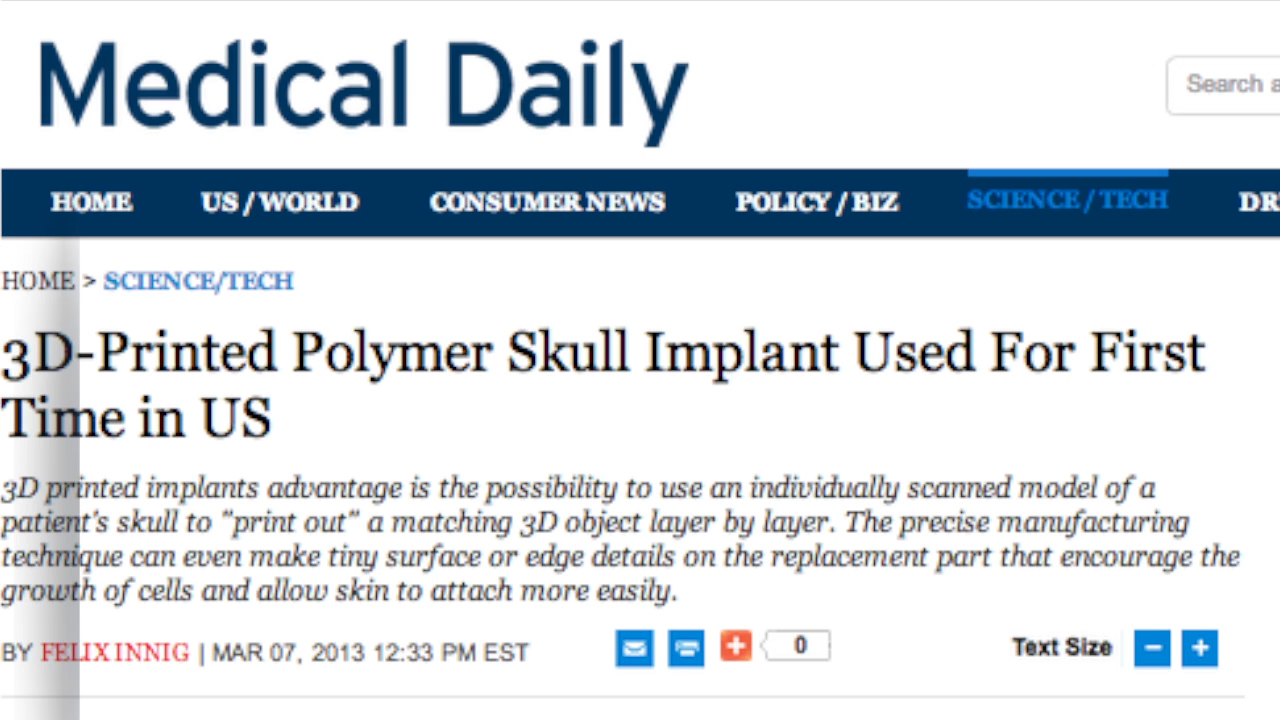 Medical Daily
Search
HOME US / WORLD CONSUMER NEWS POLICY / BIZ SCIENCE / TECH
HOME > SCIENCE/TECH
3D-Printed Polymer Skull Implant Used For First
Time in US
3D printed implants advantage is the possibility to use an individually scanned model of a
patient's skull to "print out" a matching 3D object layer by layer. The precise manufacturing
technique can even make tiny surface or edge details on the replacement part that encourage the
growth of cells and allow skin to attach more easily.
BY FELIX INNIG | MAR 07, 2013 12:33 PM EST 0 Text Size - +